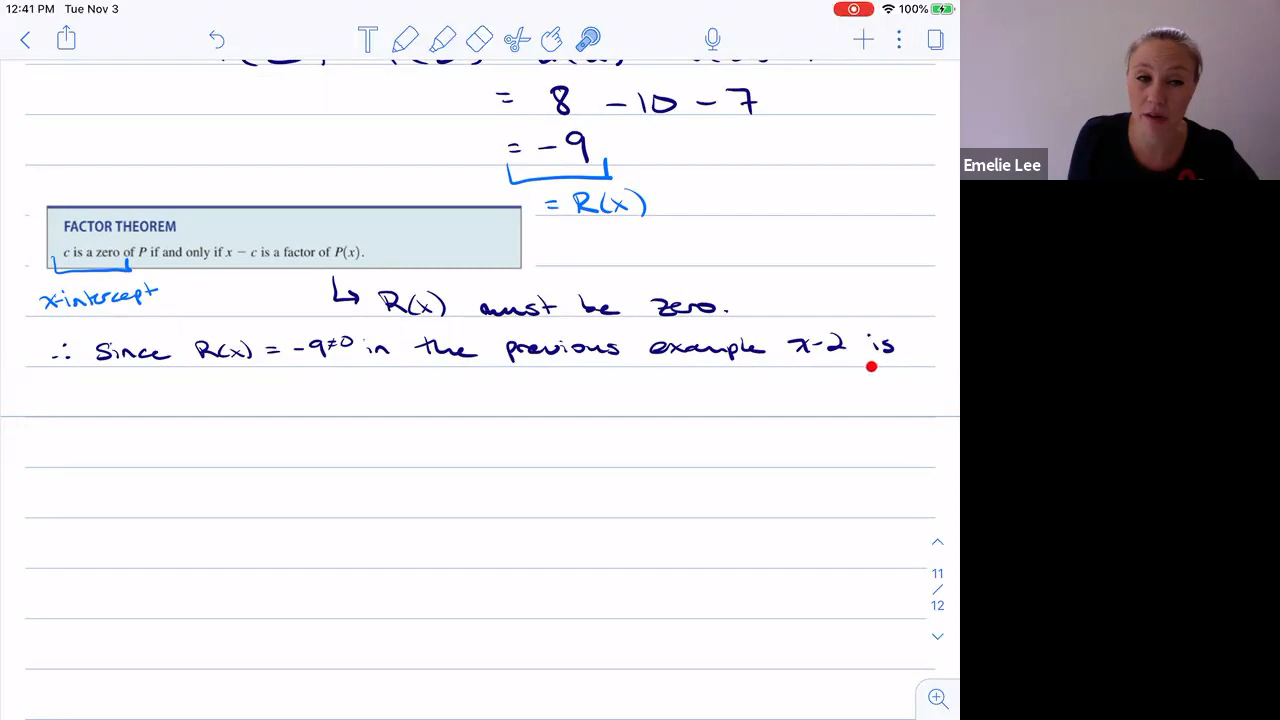 12:41 PM Tue Nov 3
100%
= 8 - 10 - 7
= -9
= R(x)
FACTOR THEOREM
c is a zero of P if and only if x − c is a factor of P(x).
x-intercept
↳ R(x) must be zero.
∴ Since R(x) = -9≠0 in the previous example x-2 is
Emelie Lee
11
/
12